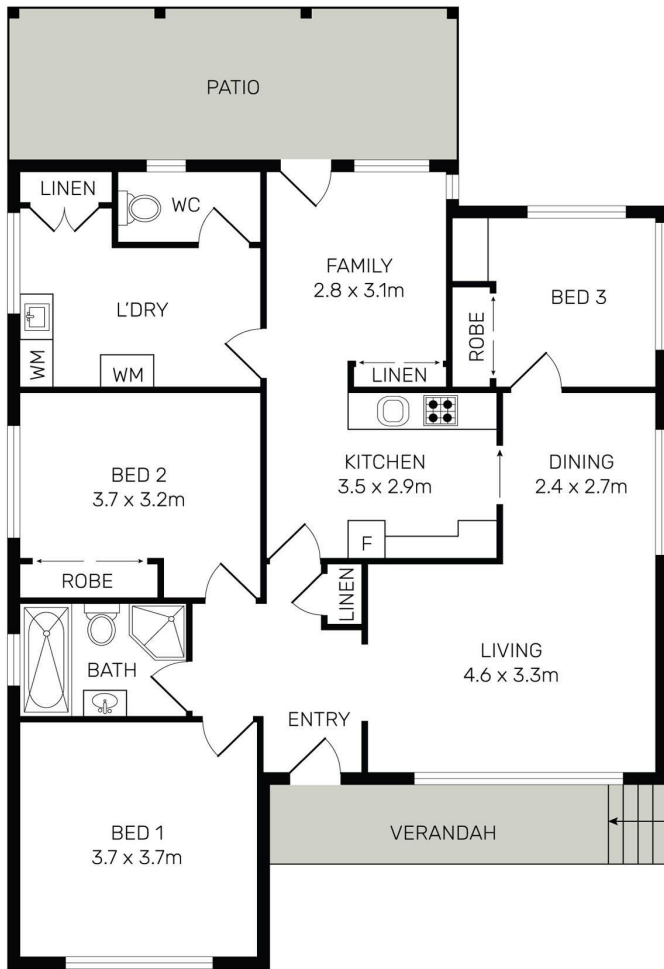 PATIO
LINEN
WC
FAMILY
2.8 x 3.1m
BED 3
L'DRY
ROBE
WM
WM
LINEN
BED 2
3.7 x 3.2m
KITCHEN
3.5 x 2.9m
DINING
2.4 x 2.7m
F
ROBE
LINEN
BATH
LIVING
4.6 x 3.3m
ENTRY
BED 1
3.7 x 3.7m
VERANDAH